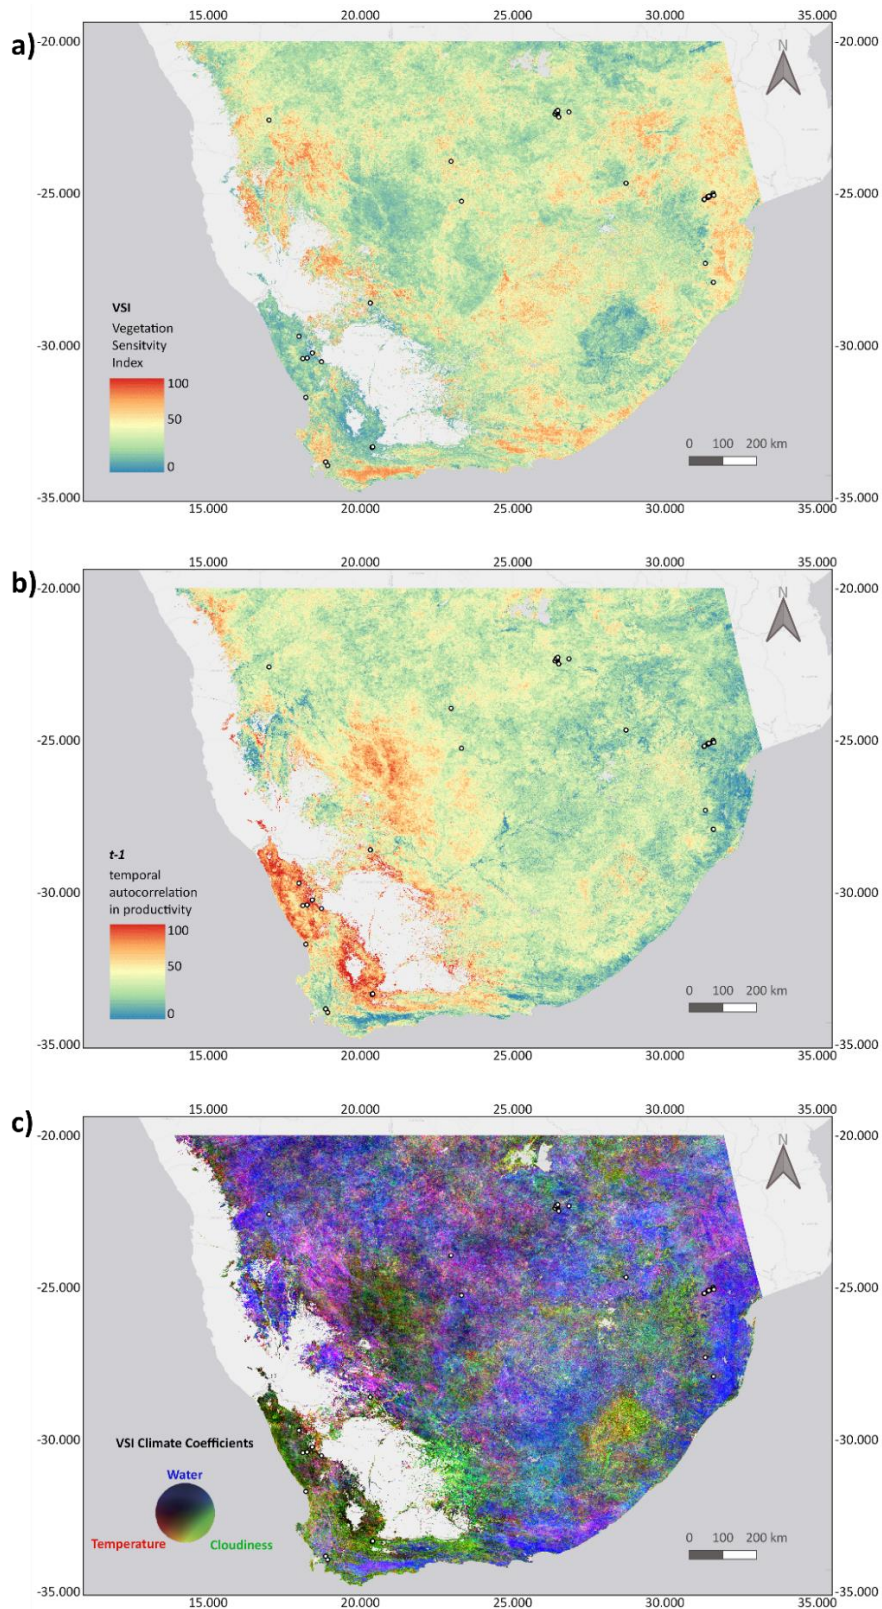 a)
15.000 20.000 25.000 30.000 35.000
-20.000 -20.000
N
-25.000 -25.000
VSI
Vegetation
Sensitvity
Index
-30.000 -30.000
100
50
0
0 100 200 km
-35.000 -35.000
15.000 20.000 25.000 30.000 35.000
b)
15.000 20.000 25.000 30.000 35.000
-20.000 -20.000
N
-25.000 -25.000
t-1
temporal
autocorrelation
in productivity
-30.000 -30.000
100
50
0
0 100 200 km
-35.000 -35.000
15.000 20.000 25.000 30.000 35.000
c)
15.000 20.000 25.000 30.000 35.000
-20.000 -20.000
N
-25.000 -25.000
-30.000 -30.000
VSI Climate Coefficients
Water
Temperature Cloudiness
0 100 200 km
-35.000 -35.000
15.000 20.000 25.000 30.000 35.000